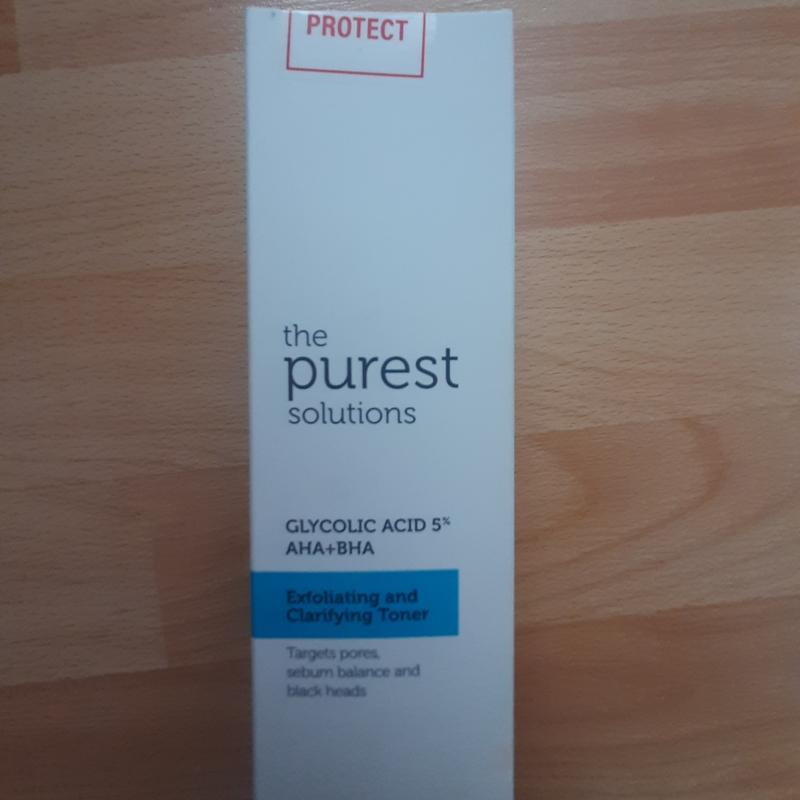 PROTECT
the
purest
solutions
GLYCOLIC ACID 5%
AHA+BHA
Exfoliating and
Clarifying Toner
Targets pores,
sebum balance and
black heads